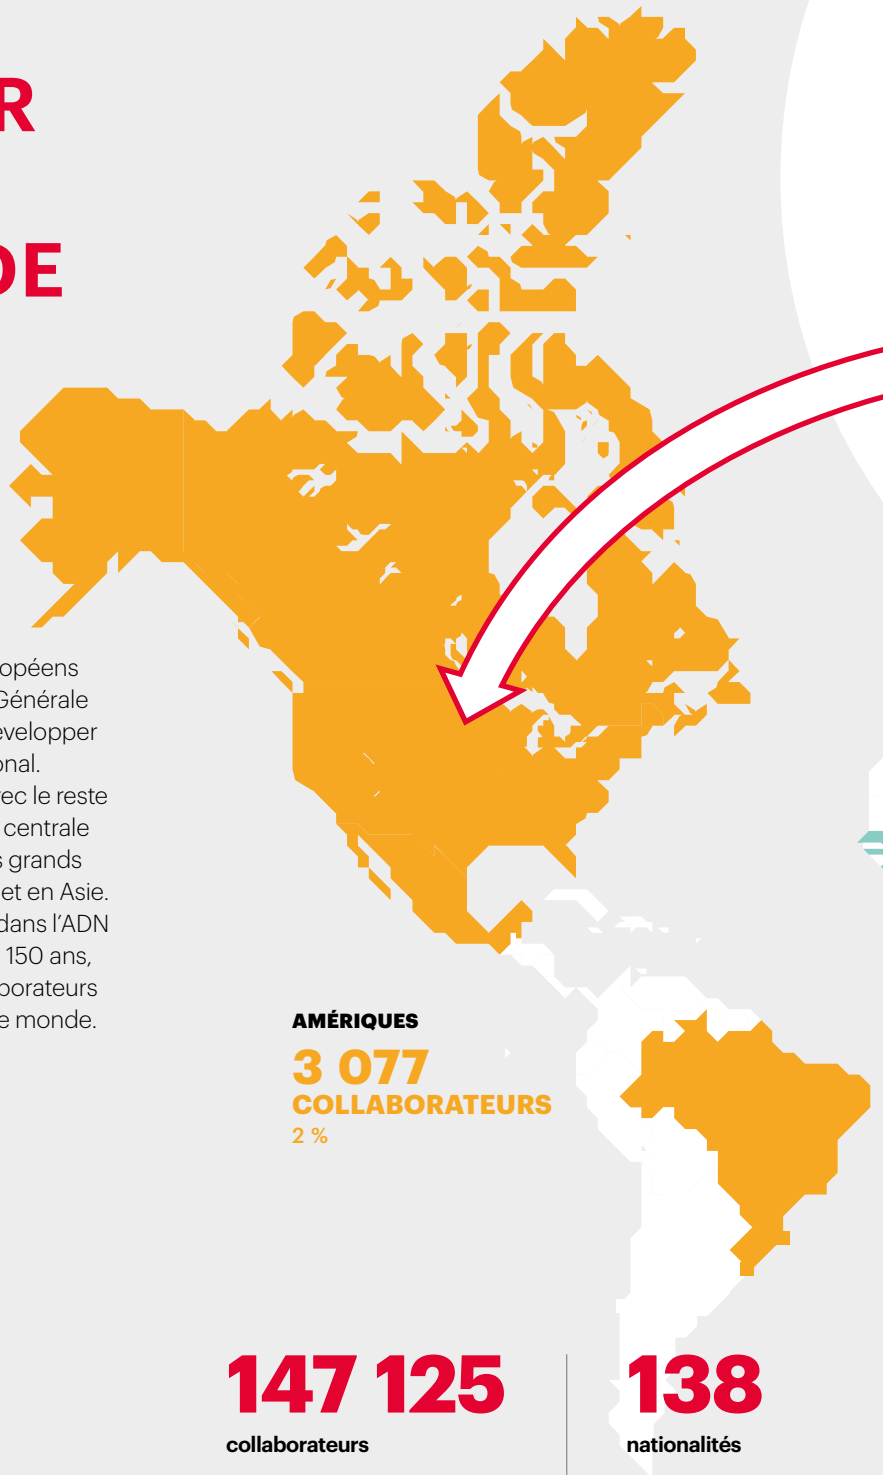 R
DE
opéens
Générale
évelopper
onal.
ec le reste
centrale
s grands
et en Asie.
dans l'ADN
150 ans,
borateurs
e monde.
AMÉRIQUES
3 077
COLLABORATEURS
2 %
147 125
collaborateurs
138
nationalités